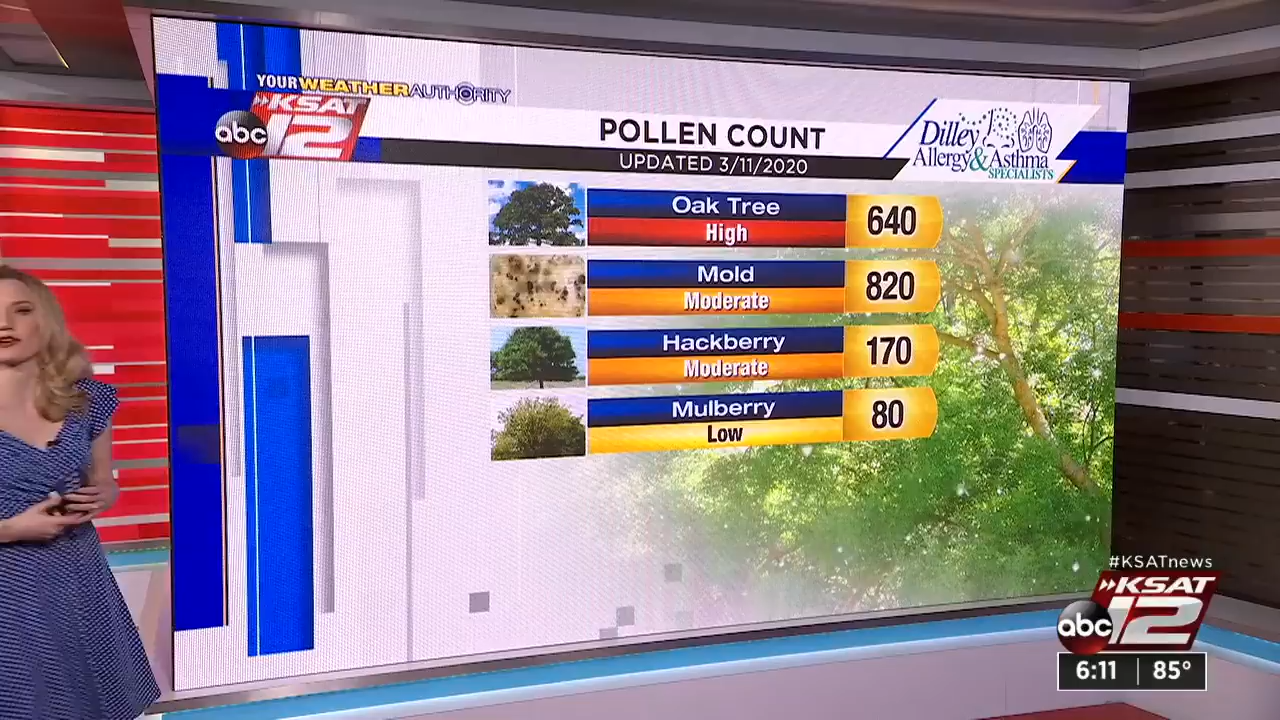 YOUR WEATHER AUTHORITY
KSAT
abc 12
POLLEN COUNT
UPDATED 3/11/2020
Dilley
Allergy & Asthma
SPECIALISTS
Oak Tree
High
640
Mold
Moderate
820
Hackberry
Moderate
170
Mulberry
Low
80
#KSATnews
KSAT
abc 12
6:11 85°